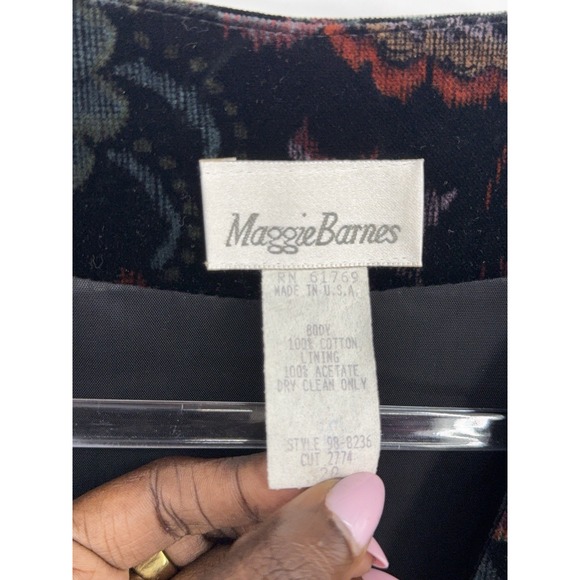 MaggieBarnes
RN 61769
MADE IN U.S.A.
BODY
100% COTTON
LINING
100% ACETATE
DRY CLEAN ONLY
STYLE 98-8236
CUT 2774
20